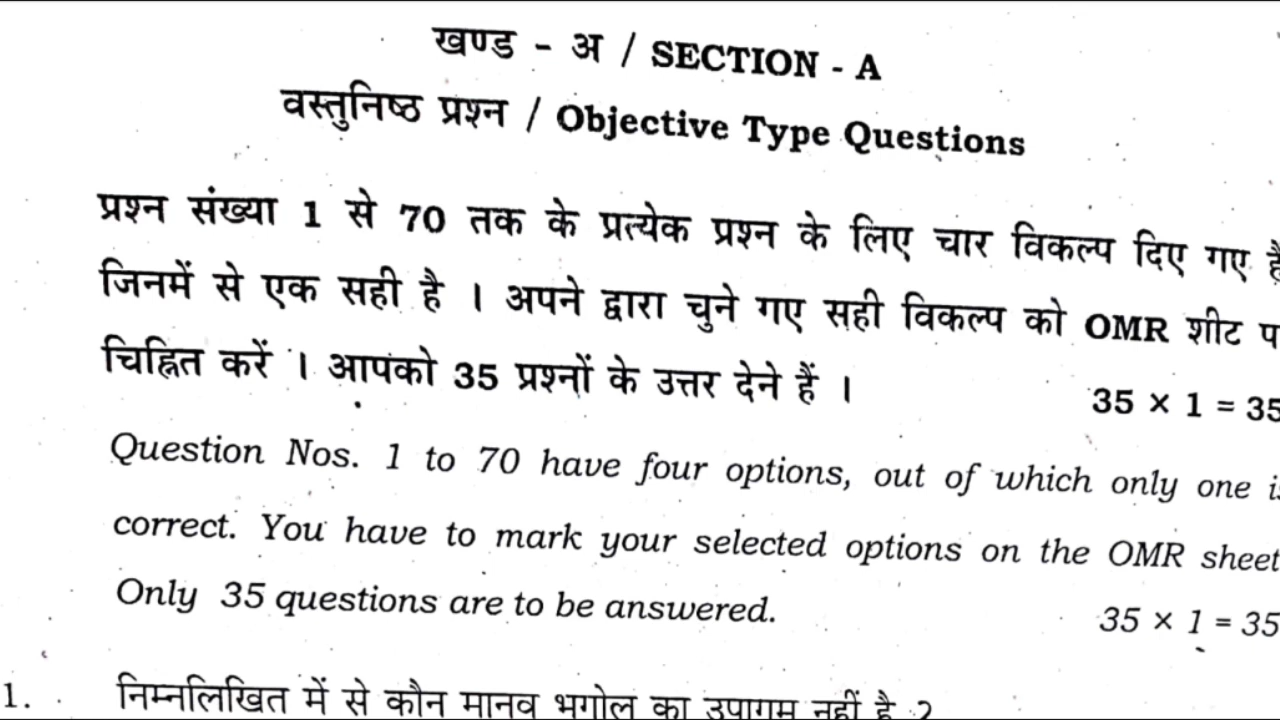 खण्ड - अ / SECTION - A
वस्तुनिष्ठ प्रश्न / Objective Type Questions
प्रश्न संख्या 1 से 70 तक के प्रत्येक प्रश्न के लिए चार विकल्प दिए गए हैं
जिनमें से एक सही है । अपने द्वारा चुने गए सही विकल्प को OMR शीट प
चिह्नित करें । आपको 35 प्रश्नों के उत्तर देने हैं ।
35 × 1 = 35
Question Nos. 1 to 70 have four options, out of which only one is
correct. You have to mark your selected options on the OMR sheet
Only 35 questions are to be answered.
35 × 1 = 35
1. निम्नलिखित में से कौन मानव भूगोल का उपागम नहीं है ?